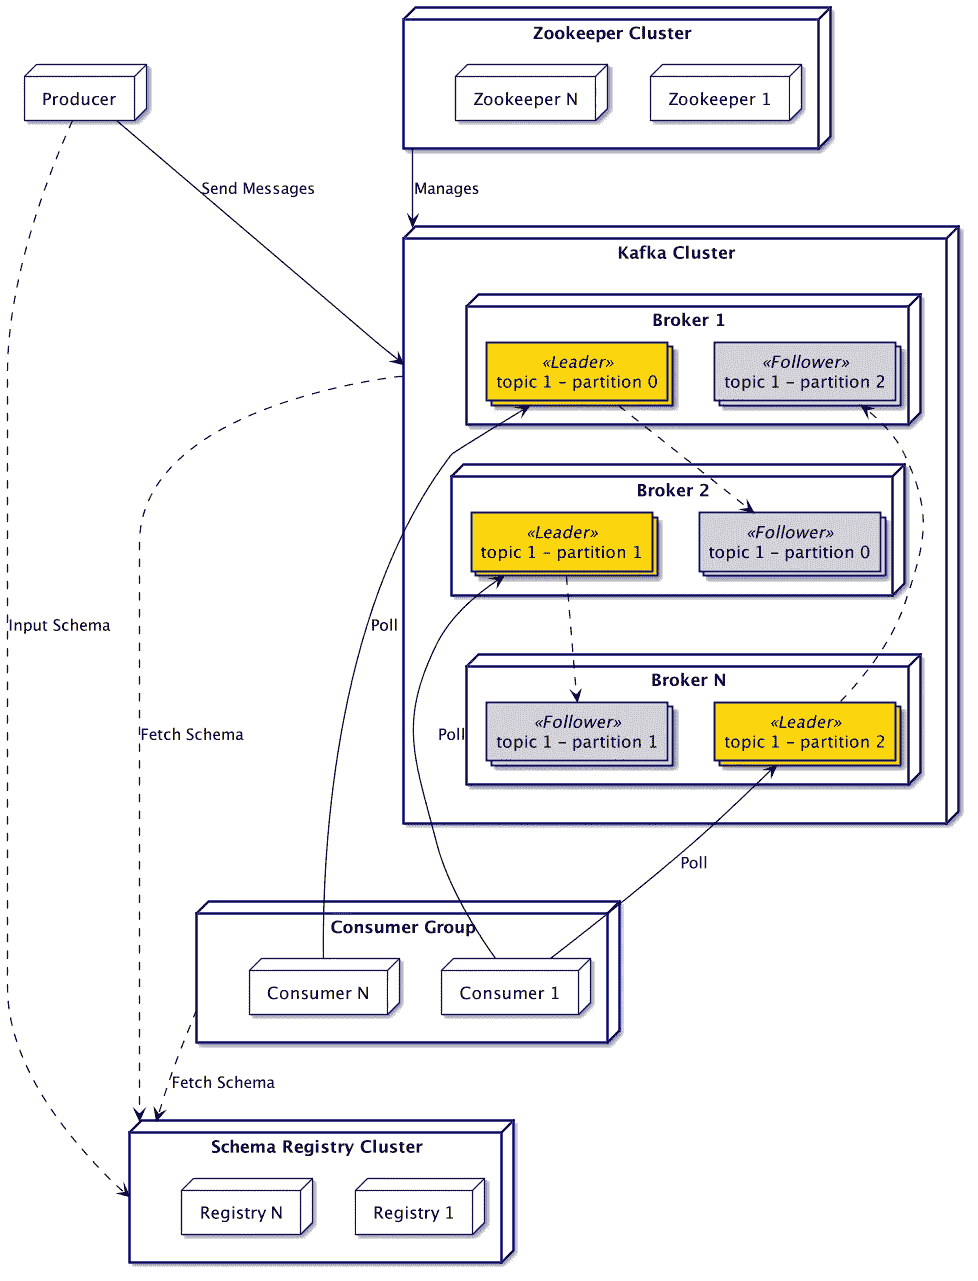 Zookeeper Cluster
Producer
Zookeeper N
Zookeeper 1
Send Messages
Manages
Kafka Cluster
Broker 1
«Leader»
topic 1 – partition 0
«Follower»
topic 1 – partition 2
Broker 2
«Leader»
topic 1 – partition 1
«Follower»
topic 1 – partition 0
Input Schema
Poll
Broker N
«Follower»
topic 1 – partition 1
«Leader»
topic 1 – partition 2
Fetch Schema
Poll
Poll
Consumer Group
Consumer N
Consumer 1
Fetch Schema
Schema Registry Cluster
Registry N
Registry 1